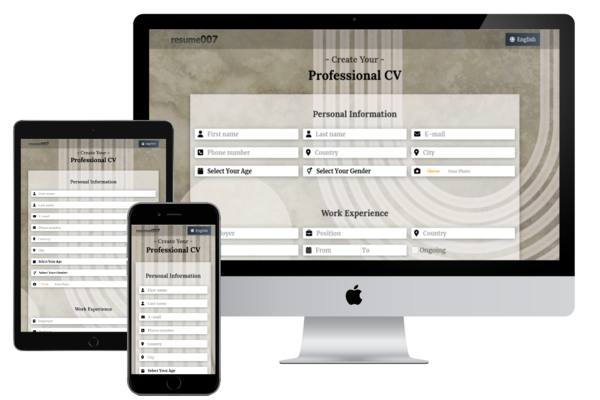 resume007
English
~ Create Your ~
Professional CV
Personal Information
First name
Last name
E-mail
Phone number
Country
City
Select Your Age
Select Your Gender
Choose Your Photo
Work Experience
Position
Country
From To
Ongoing
resume007
English
~ Create Your ~
Professional CV
Personal Information
First name
Last name
E-mail
Phone number
Country
City
Select Your Age
Select Your Gender
Choose Your Photo
Work Experience
Employer
resume007
English
~ Create Your ~
Professional CV
Personal Information
First name
Last name
E-mail
Phone number
Country
City
Select Your Age